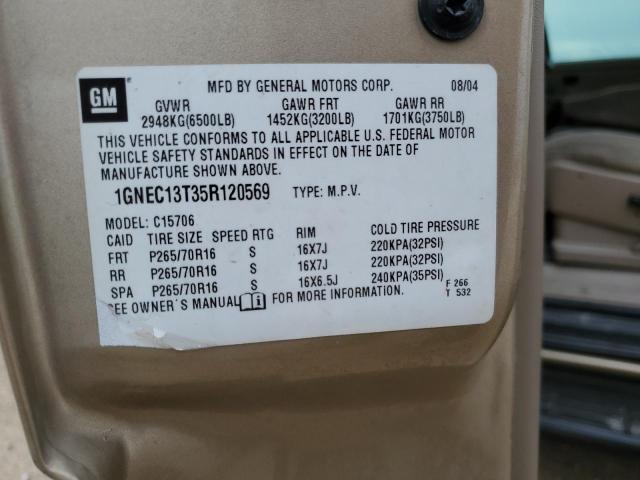 GM
MFD BY GENERAL MOTORS CORP. 08/04
GVWR GAWR FRT GAWR RR
2948KG(6500LB) 1452KG(3200LB) 1701KG(3750LB)
THIS VEHICLE CONFORMS TO ALL APPLICABLE U.S. FEDERAL MOTOR
VEHICLE SAFETY STANDARDS IN EFFECT ON THE DATE OF
MANUFACTURE SHOWN ABOVE.
1GNEC13T35R120569 TYPE: M.P.V.
MODEL: C15706
CAID TIRE SIZE SPEED RTG RIM COLD TIRE PRESSURE
FRT P265/70R16 S 16X7J 220KPA(32PSI)
RR P265/70R16 S 16X7J 220KPA(32PSI)
SPA P265/70R16 S 16X6.5J 240KPA(35PSI)
SEE OWNER'S MANUAL FOR MORE INFORMATION. F 266
T 532